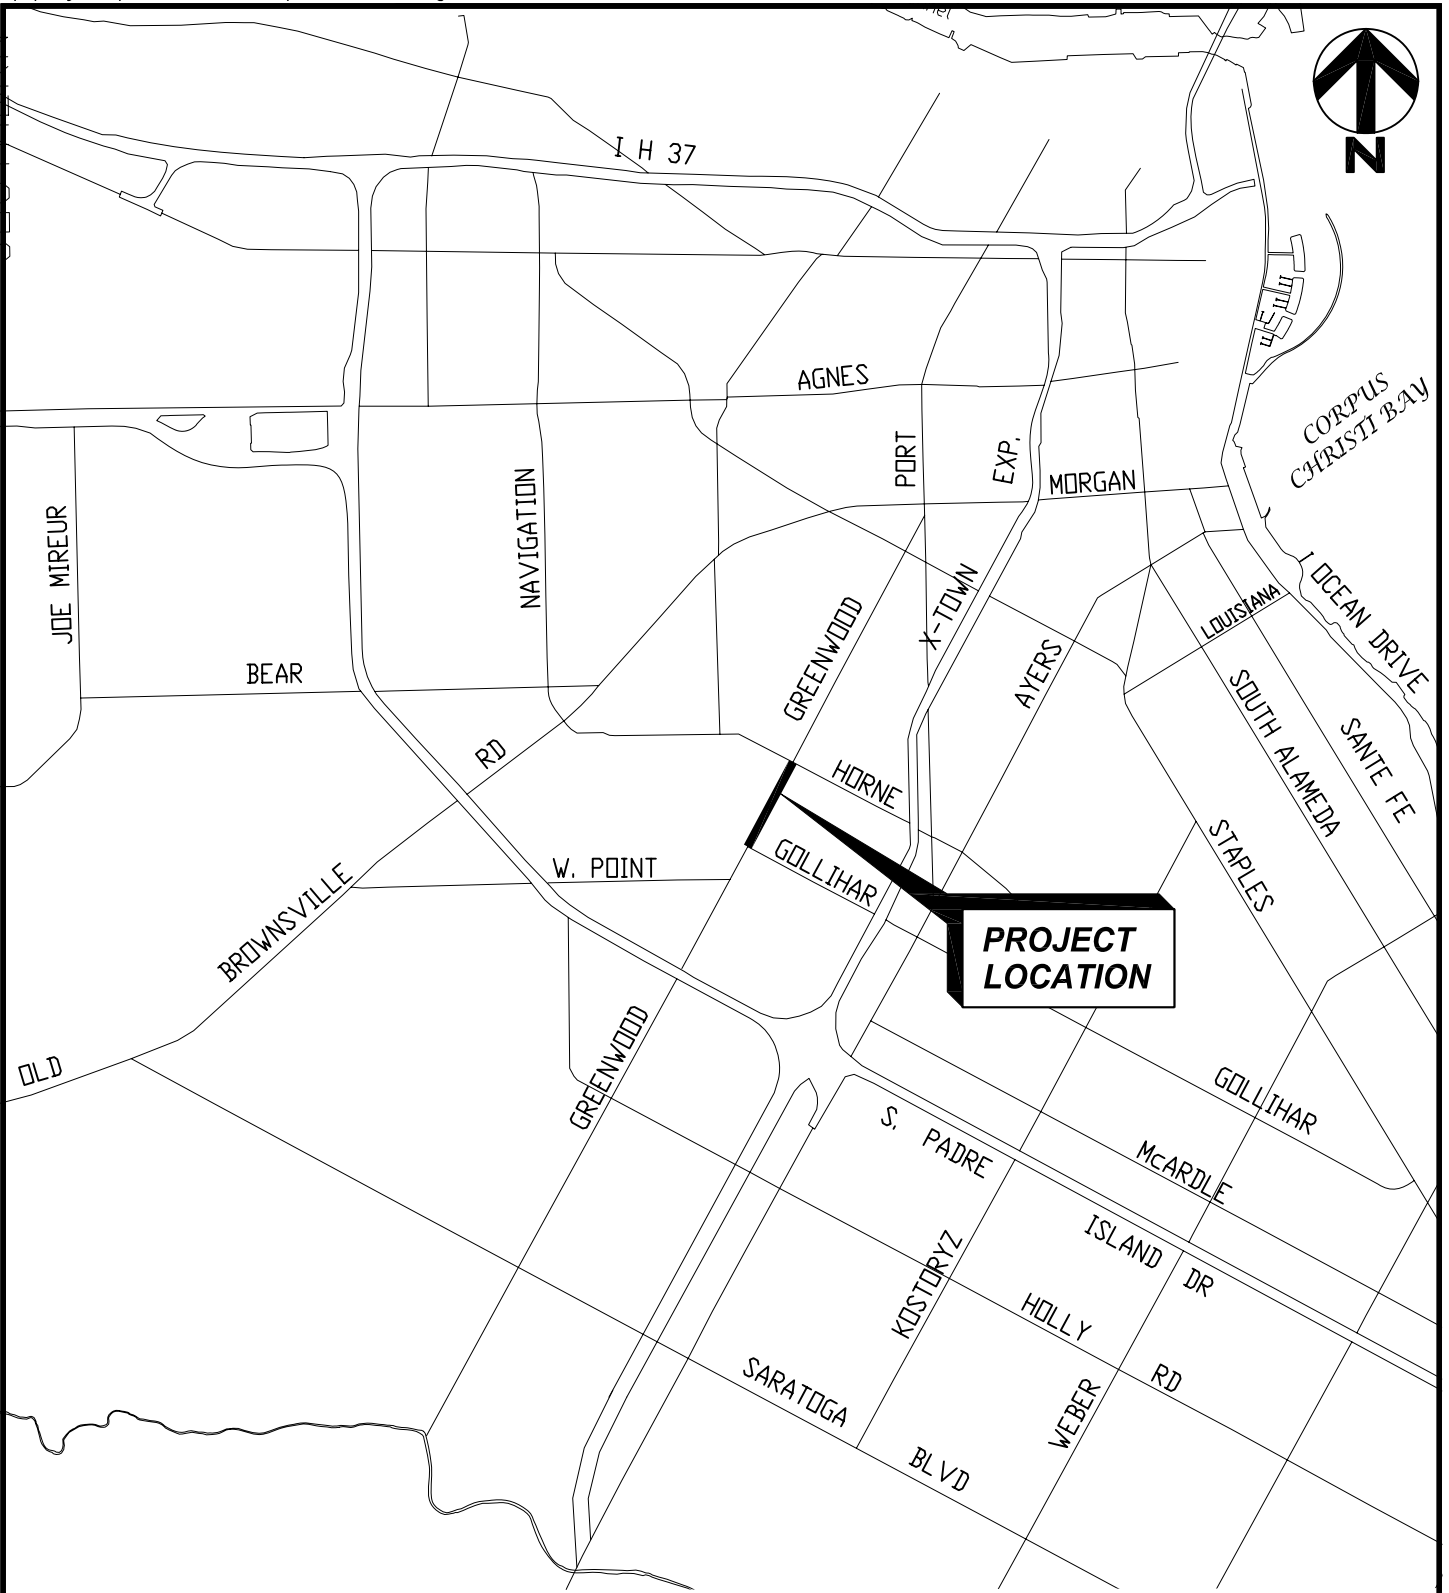 N
I H 37
AGNES
CORPUS
CHRISTI BAY
PORT
EXP.
MORGAN
NAVIGATION
JOE MIREUR
X-TOWN
OCEAN DRIVE
LOUISIANA
GREENWOOD
AYERS
BEAR
SOUTH ALAMEDA
SANTE FE
RD
HORNE
STAPLES
GOLLIHAR
W. POINT
BROWNSVILLE
PROJECT
LOCATION
OLD
GREENWOOD
GOLLIHAR
S. PADRE
McARDLE
ISLAND DR
KOSTORYZ
HOLLY
RD
SARATOGA
WEBER
BLVD